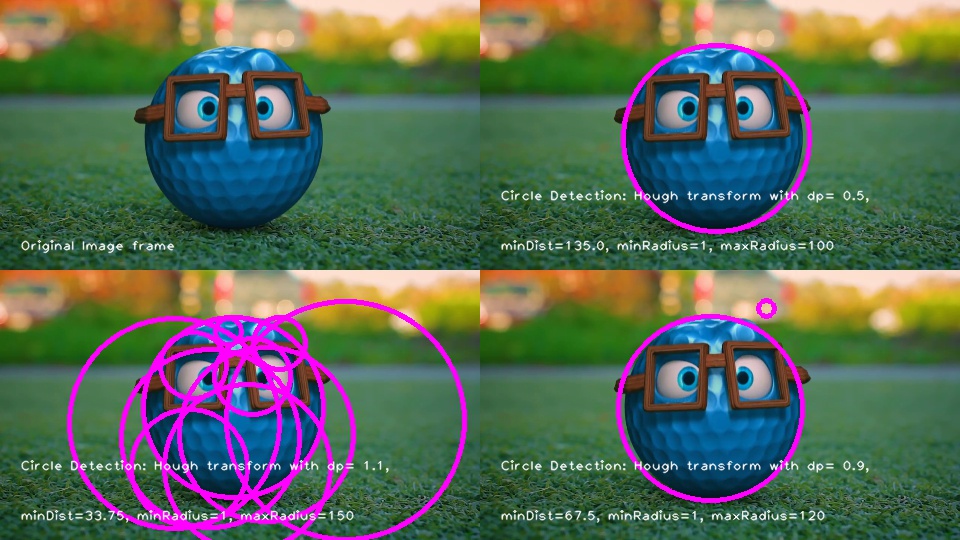 Original Image frame
Circle Detection: Hough transform with dp= 0.5,
minDist=135.0, minRadius=1, maxRadius=100
Circle Detection: Hough transform with dp= 1.1,
minDist=33.75, minRadius=1, maxRadius=150
Circle Detection: Hough transform with dp= 0.9,
minDist=67.5, minRadius=1, maxRadius=120